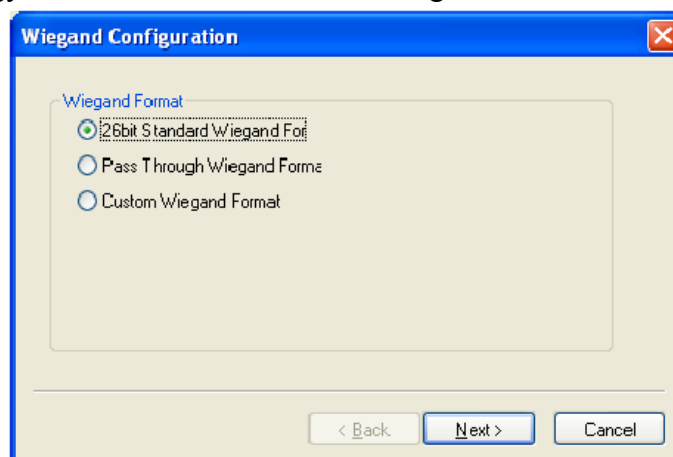 Wiegand Configuration
Wiegand Format
26bit Standard Wiegand For
Pass Through Wiegand Forma
Custom Wiegand Format
< Back
Next >
Cancel